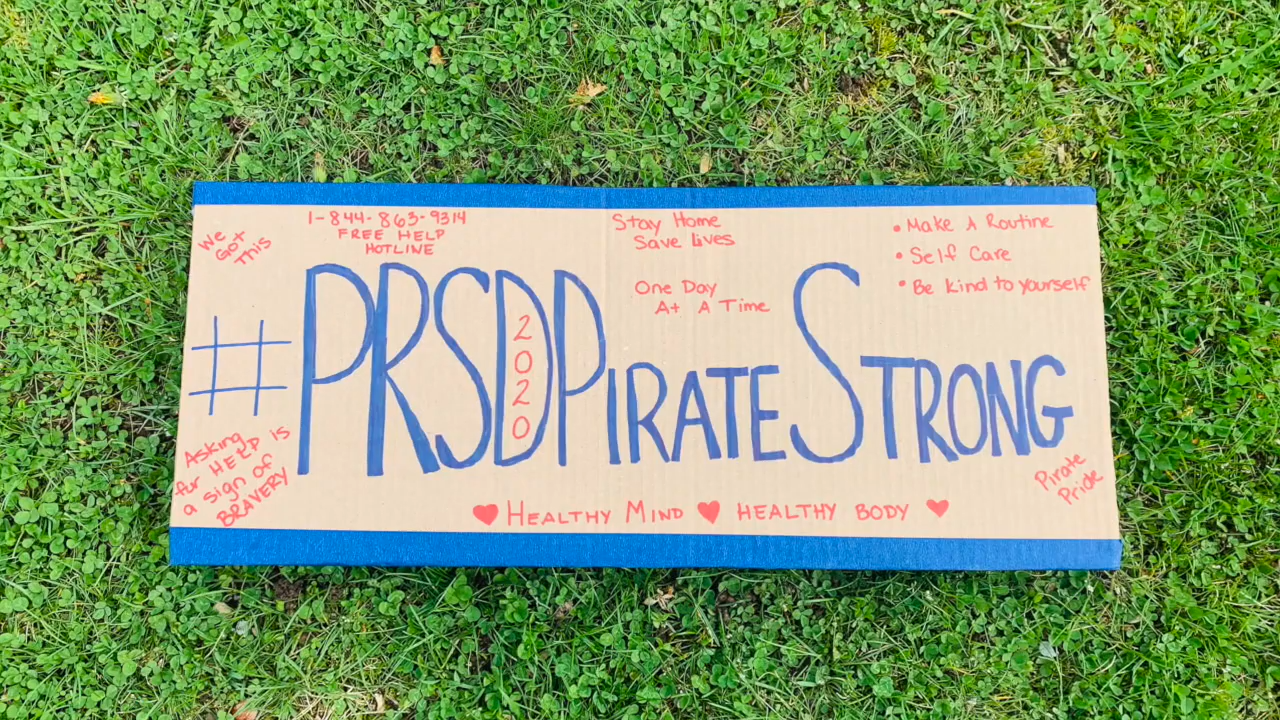 We
Got
This
1-844-863-9314
FREE HELP
HOTLINE
Stay Home
Save Lives
One Day
At A Time
• Make A Routine
• Self Care
• Be Kind to yourself
#PRSDPIRATESTRONG
2020
Asking
for HELP is
a sign of
BRAVERY
Pirate
Pride
♥ HEALTHY MIND ♥ HEALTHY BODY ♥